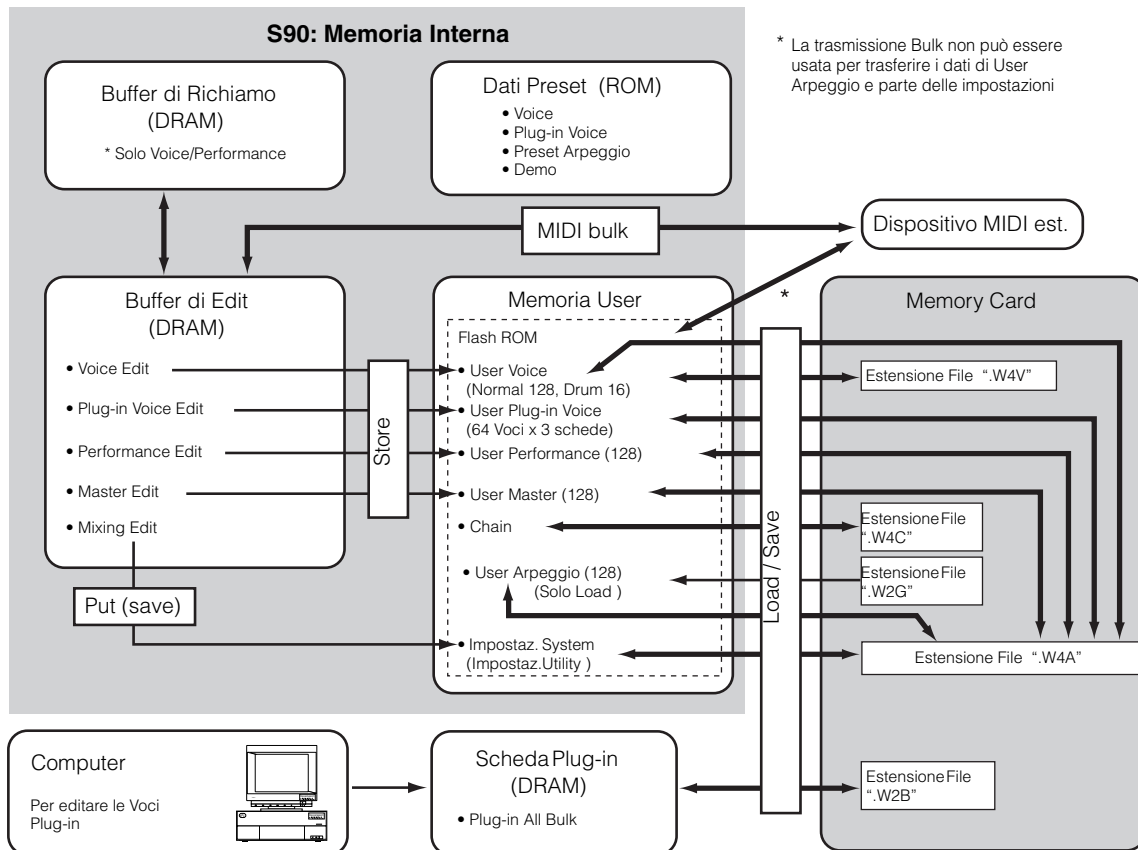 S90: Memoria Interna
* La trasmissione Bulk non può essere
usata per trasferire i dati di User
Arpeggio e parte delle impostazioni
Buffer di Richiamo
(DRAM)
* Solo Voice/Performance
Dati Preset (ROM)
• Voice
• Plug-in Voice
• Preset Arpeggio
• Demo
MIDI bulk
Dispositivo MIDI est.
*
Buffer di Edit
(DRAM)
• Voice Edit
• Plug-in Voice Edit
• Performance Edit
• Master Edit
• Mixing Edit
Store
Put (save)
Memoria User
Flash ROM
• User Voice
(Normal 128, Drum 16)
• User Plug-in Voice
(64 Voci x 3 schede)
• User Performance (128)
• User Master (128)
• Chain
• User Arpeggio (128)
(Solo Load )
• Impostaz. System
(Impostaz.Utility )
Load / Save
Memory Card
Estensione File “.W4V”
Estensione File
“.W4C”
Estensione File
“.W2G”
Estensione File “.W4A”
Estensione File
“.W2B”
Computer
Per editare le Voci
Plug-in
Scheda Plug-in
(DRAM)
• Plug-in All Bulk